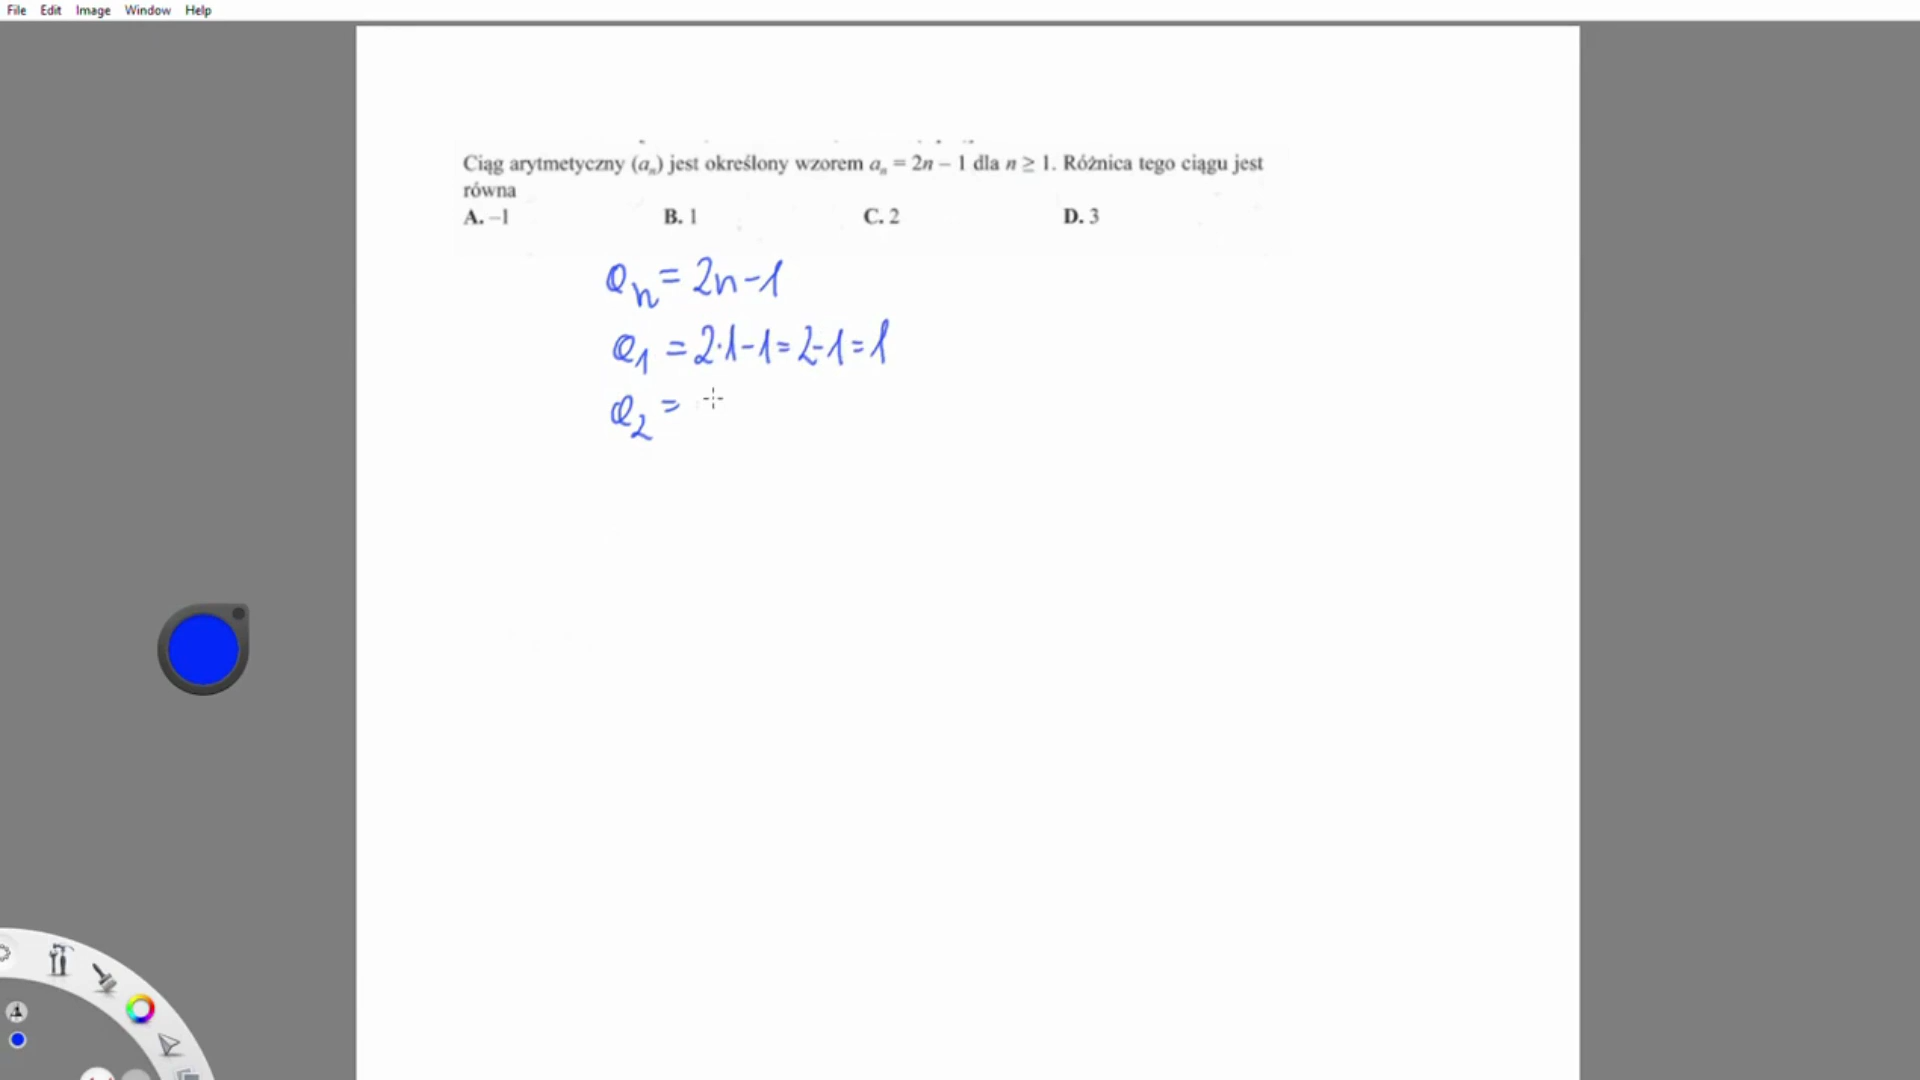 File Edit Image Window Help
Ciąg arytmetyczny (aₙ) jest określony wzorem aₙ = 2n – 1 dla n ≥ 1. Różnica tego ciągu jest
równa
A. –1 B. 1 C. 2 D. 3
aₙ = 2n-1
a₁ = 2·1-1=2-1=1
a₂ =